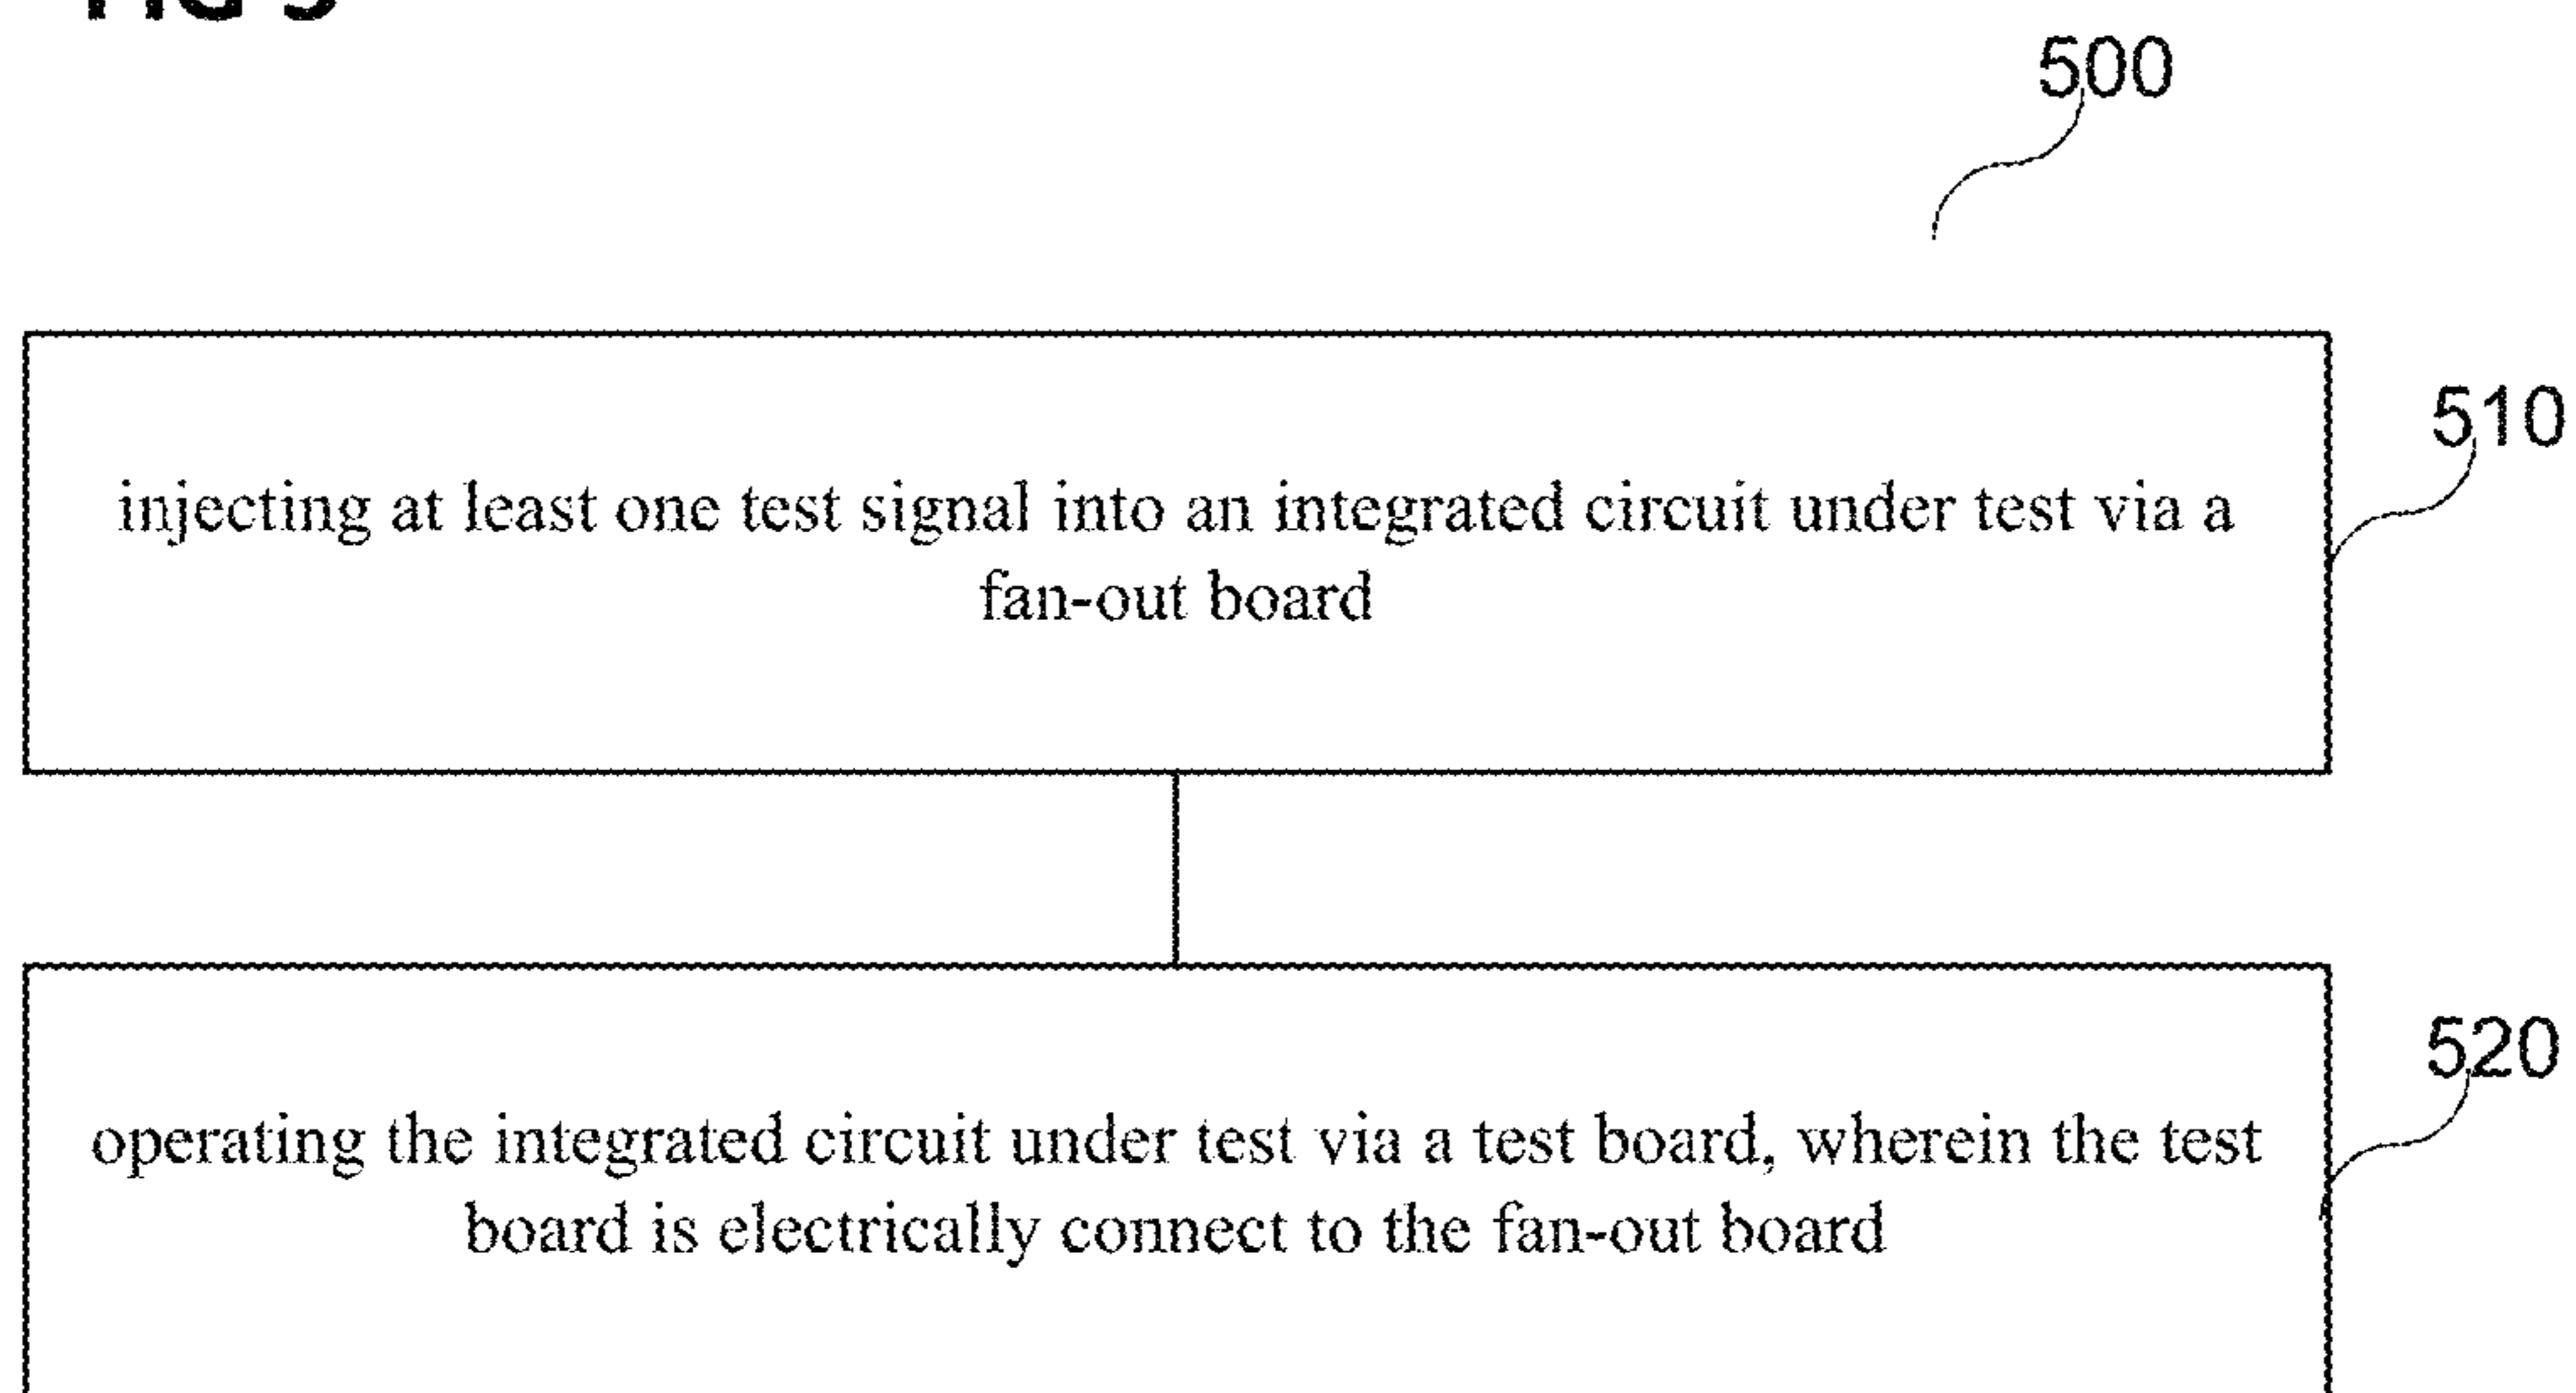 FIG 5
500
510
injecting at least one test signal into an integrated circuit under test via a
fan-out board
520
operating the integrated circuit under test via a test board, wherein the test
board is electrically connect to the fan-out board